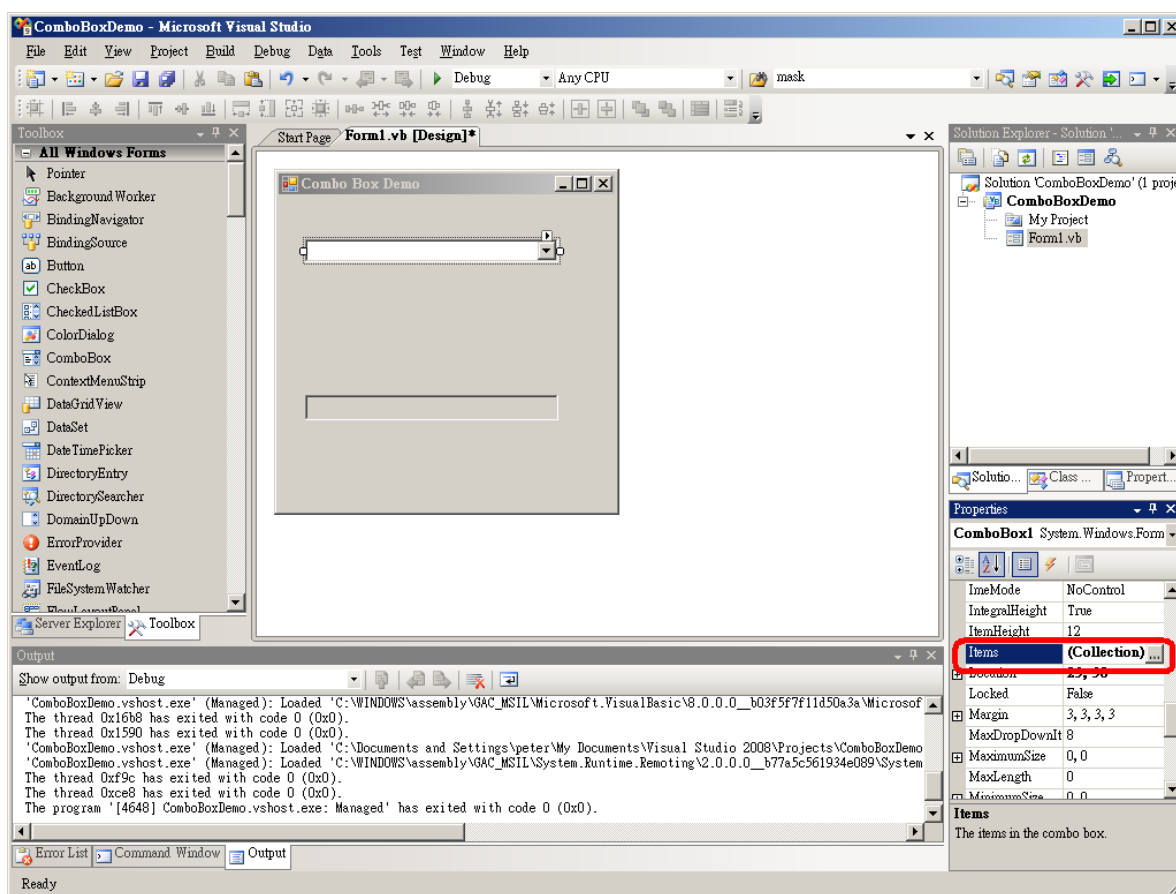 ComboBoxDemo - Microsoft Visual Studio
File Edit View Project Build Debug Data Tools Test Window Help
Debug Any CPU mask
Toolbox
All Windows Forms
Pointer
BackgroundWorker
BindingNavigator
BindingSource
Button
CheckBox
CheckedListBox
ColorDialog
ComboBox
ContextMenuStrip
DataGridView
DataSet
DateTimePicker
DirectoryEntry
DirectorySearcher
DomainUpDown
ErrorProvider
EventLog
FileSystemWatcher
FlowLayoutPanel
Server Explorer Toolbox
Start Page Form1.vb [Design]*
Combo Box Demo
Solution Explorer - Solution '...
Solution 'ComboBoxDemo' (1 proje
ComboBoxDemo
My Project
Form1.vb
Solutio... Class ... Propert...
Properties
ComboBox1 System.Windows.Form
ImeMode NoControl
IntegralHeight True
ItemHeight 12
Items (Collection) ...
Location 29, 38
Locked False
Margin 3, 3, 3, 3
MaxDropDownIt 8
MaximumSize 0, 0
MaxLength 0
MinimumSize 0, 0
Items
The items in the combo box.
Output
Show output from: Debug
'ComboBoxDemo.vshost.exe' (Managed): Loaded 'C:\WINDOWS\assembly\GAC_MSIL\Microsoft.VisualBasic\8.0.0.0__b03f5f7f11d50a3a\Microsof
The thread 0x16b8 has exited with code 0 (0x0).
The thread 0x1590 has exited with code 0 (0x0).
'ComboBoxDemo.vshost.exe' (Managed): Loaded 'C:\Documents and Settings\peter\My Documents\Visual Studio 2008\Projects\ComboBoxDemo
'ComboBoxDemo.vshost.exe' (Managed): Loaded 'C:\WINDOWS\assembly\GAC_MSIL\System.Runtime.Remoting\2.0.0.0__b77a5c561934e089\System
The thread 0xf9c has exited with code 0 (0x0).
The thread 0xce8 has exited with code 0 (0x0).
The program '[4648] ComboBoxDemo.vshost.exe: Managed' has exited with code 0 (0x0).
Error List Command Window Output
Ready